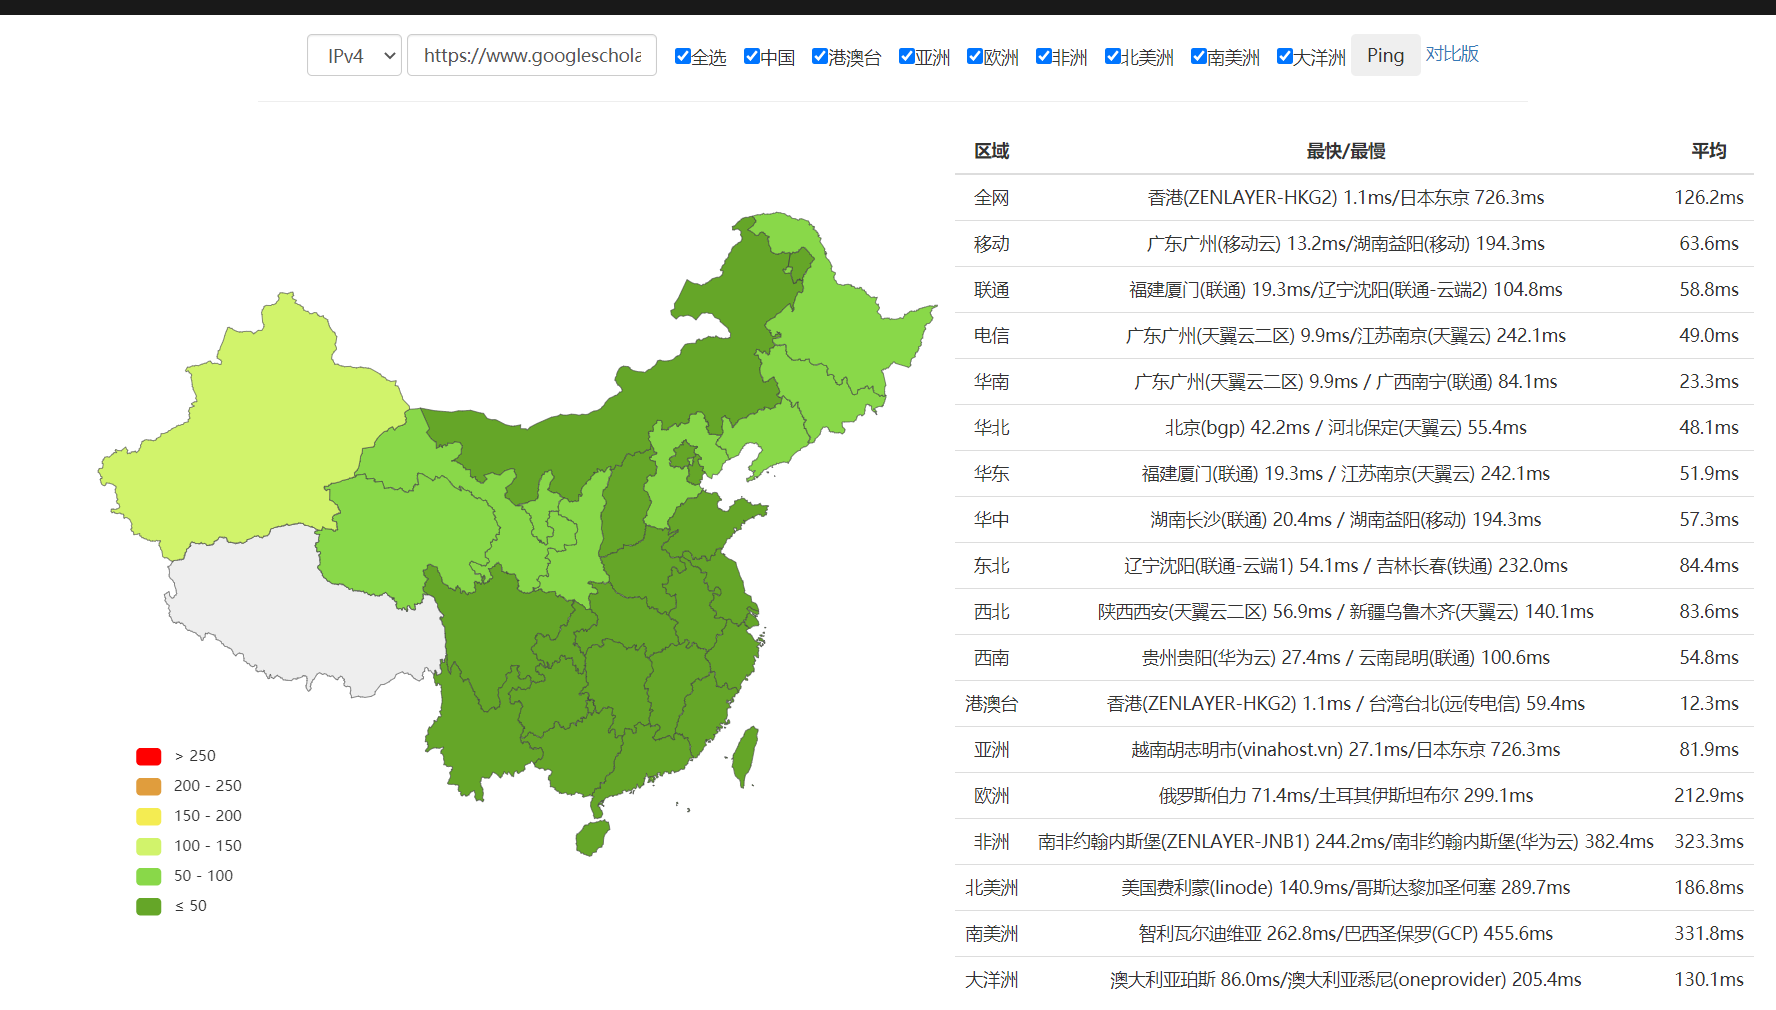 IPv4 https://www.googleschola 全选 中国 港澳台 亚洲 欧洲 非洲 北美洲 南美洲 大洋洲 Ping 对比版
区域 最快/最慢 平均
全网 香港(ZENLAYER-HKG2) 1.1ms/日本东京 726.3ms 126.2ms
移动 广东广州(移动云) 13.2ms/湖南益阳(移动) 194.3ms 63.6ms
联通 福建厦门(联通) 19.3ms/辽宁沈阳(联通-云端2) 104.8ms 58.8ms
电信 广东广州(天翼云二区) 9.9ms/江苏南京(天翼云) 242.1ms 49.0ms
华南 广东广州(天翼云二区) 9.9ms / 广西南宁(联通) 84.1ms 23.3ms
华北 北京(bgp) 42.2ms / 河北保定(天翼云) 55.4ms 48.1ms
华东 福建厦门(联通) 19.3ms / 江苏南京(天翼云) 242.1ms 51.9ms
华中 湖南长沙(联通) 20.4ms / 湖南益阳(移动) 194.3ms 57.3ms
东北 辽宁沈阳(联通-云端1) 54.1ms / 吉林长春(铁通) 232.0ms 84.4ms
西北 陕西西安(天翼云二区) 56.9ms / 新疆乌鲁木齐(天翼云) 140.1ms 83.6ms
西南 贵州贵阳(华为云) 27.4ms / 云南昆明(联通) 100.6ms 54.8ms
港澳台 香港(ZENLAYER-HKG2) 1.1ms / 台湾台北(远传电信) 59.4ms 12.3ms
亚洲 越南胡志明市(vinahost.vn) 27.1ms/日本东京 726.3ms 81.9ms
欧洲 俄罗斯伯力 71.4ms/土耳其伊斯坦布尔 299.1ms 212.9ms
非洲 南非约翰内斯堡(ZENLAYER-JNB1) 244.2ms/南非约翰内斯堡(华为云) 382.4ms 323.3ms
北美洲 美国费利蒙(linode) 140.9ms/哥斯达黎加圣何塞 289.7ms 186.8ms
南美洲 智利瓦尔迪维亚 262.8ms/巴西圣保罗(GCP) 455.6ms 331.8ms
大洋洲 澳大利亚珀斯 86.0ms/澳大利亚悉尼(oneprovider) 205.4ms 130.1ms
> 250
200 - 250
150 - 200
100 - 150
50 - 100
≤ 50